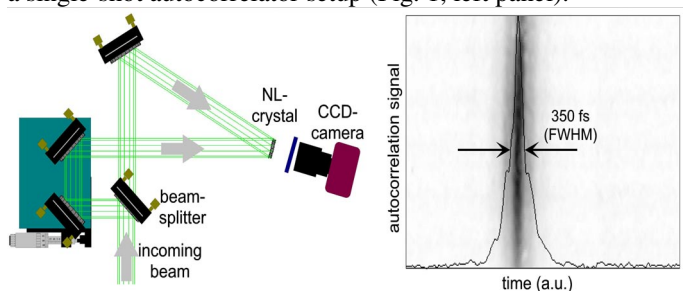 a single-shot autocorrelator setup (Fig. 1, left panel).
NL-
crystal
CCD-
camera
beam-
splitter
incoming
beam
autocorrelation signal
350 fs
(FWHM)
time (a.u.)